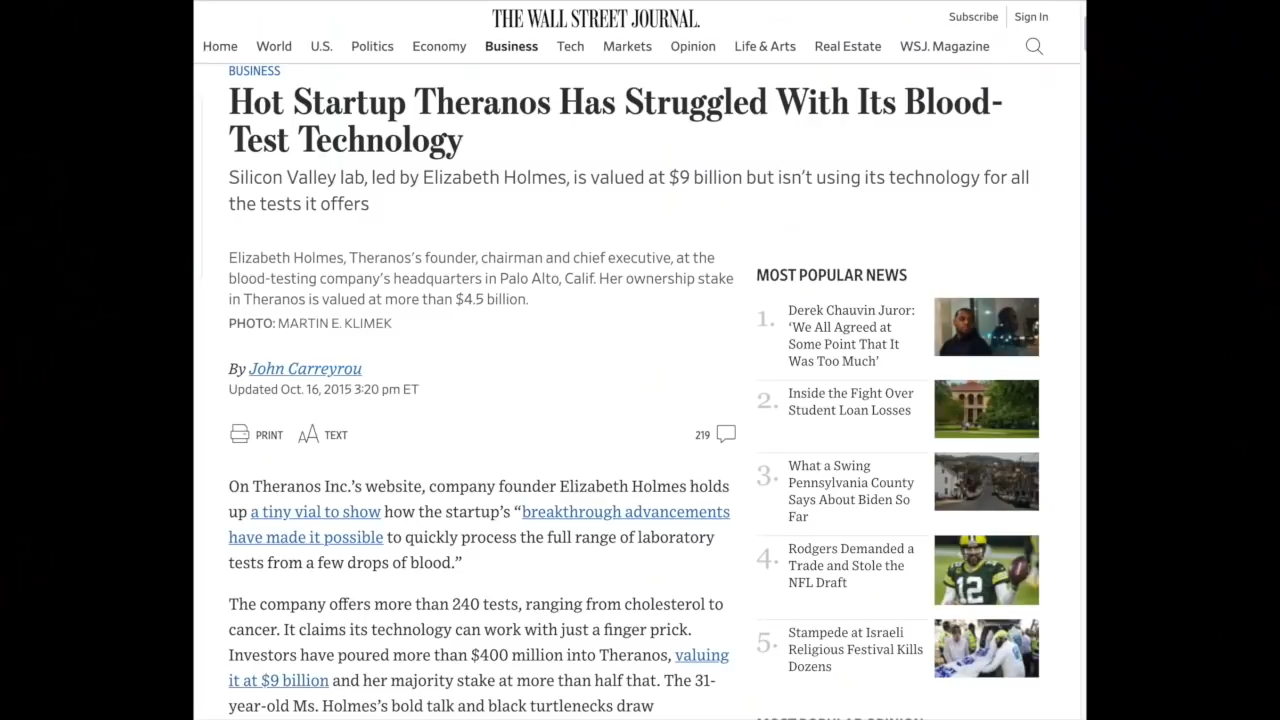 THE WALL STREET JOURNAL.
Subscribe
Sign In
Home World U.S. Politics Economy Business Tech Markets Opinion Life & Arts Real Estate WSJ. Magazine
BUSINESS
Hot Startup Theranos Has Struggled With Its Blood-
Test Technology
Silicon Valley lab, led by Elizabeth Holmes, is valued at $9 billion but isn’t using its technology for all
the tests it offers
Elizabeth Holmes, Theranos’s founder, chairman and chief executive, at the
blood-testing company’s headquarters in Palo Alto, Calif. Her ownership stake
in Theranos is valued at more than $4.5 billion.
PHOTO: MARTIN E. KLIMEK
By John Carreyrou
Updated Oct. 16, 2015 3:20 pm ET
PRINT AA TEXT
219
On Theranos Inc.’s website, company founder Elizabeth Holmes holds
up a tiny vial to show how the startup’s “breakthrough advancements
have made it possible to quickly process the full range of laboratory
tests from a few drops of blood.”
The company offers more than 240 tests, ranging from cholesterol to
cancer. It claims its technology can work with just a finger prick.
Investors have poured more than $400 million into Theranos, valuing
it at $9 billion and her majority stake at more than half that. The 31-
year-old Ms. Holmes’s bold talk and black turtlenecks draw
MOST POPULAR NEWS
1.
Derek Chauvin Juror:
‘We All Agreed at
Some Point That It
Was Too Much’
2.
Inside the Fight Over
Student Loan Losses
3.
What a Swing
Pennsylvania County
Says About Biden So
Far
4.
Rodgers Demanded a
Trade and Stole the
NFL Draft
12
5.
Stampede at Israeli
Religious Festival Kills
Dozens